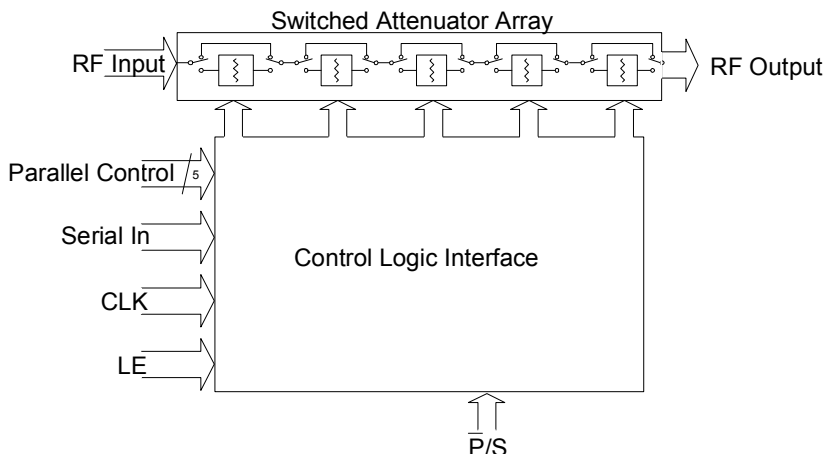 Switched Attenuator Array
RF Input
RF Output
Parallel Control
5
Serial In
Control Logic Interface
CLK
LE
P̅/S